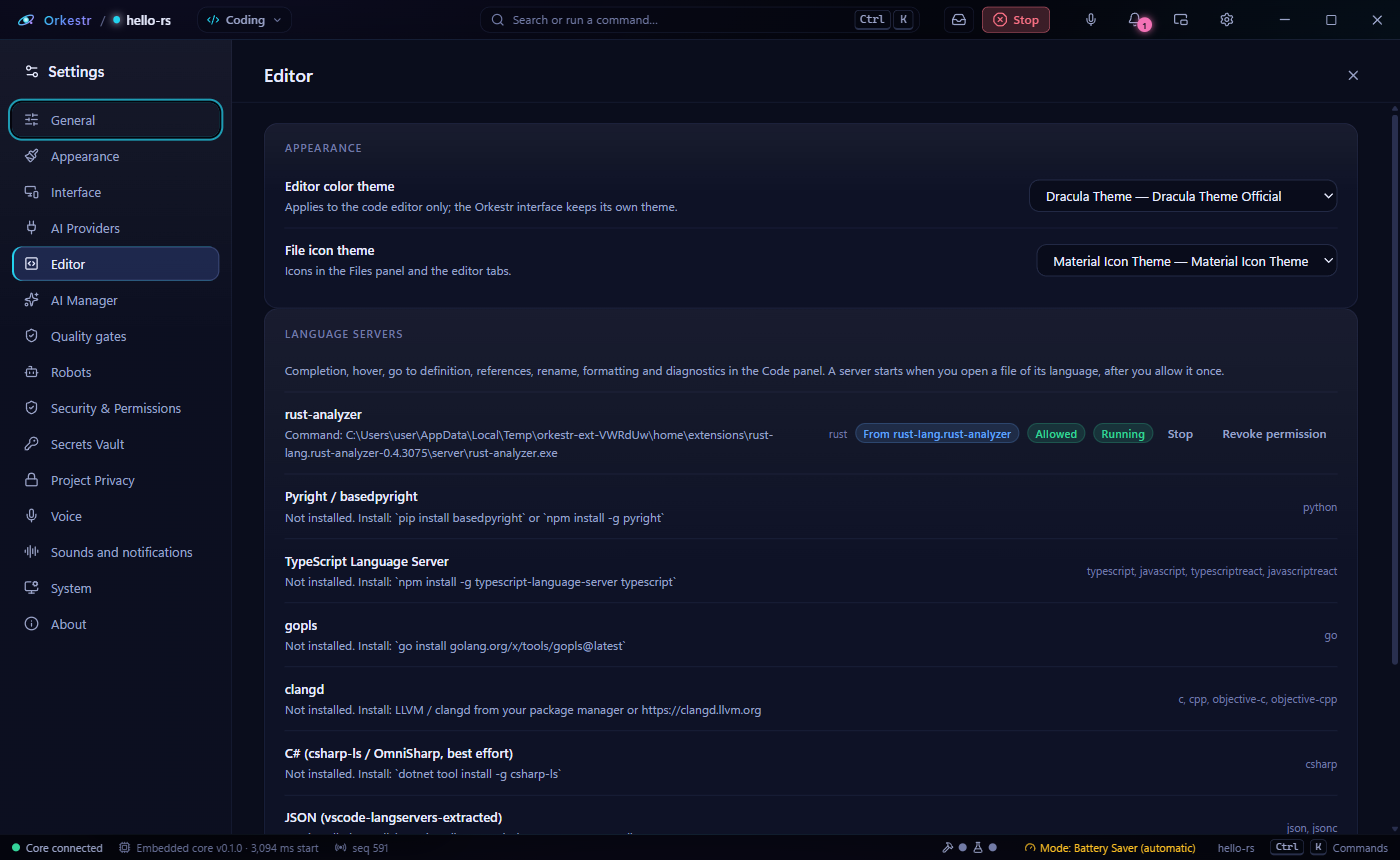 Orkestr / hello-rs
Coding
Search or run a command...
Ctrl K
Stop
1
Settings
General
Appearance
Interface
AI Providers
Editor
AI Manager
Quality gates
Robots
Security & Permissions
Secrets Vault
Project Privacy
Voice
Sounds and notifications
System
About
Editor
APPEARANCE
Editor color theme
Applies to the code editor only; the Orkestr interface keeps its own theme.
Dracula Theme — Dracula Theme Official
File icon theme
Icons in the Files panel and the editor tabs.
Material Icon Theme — Material Icon Theme
LANGUAGE SERVERS
Completion, hover, go to definition, references, rename, formatting and diagnostics in the Code panel. A server starts when you open a file of its language, after you allow it once.
rust-analyzer
Command: C:\Users\user\AppData\Local\Temp\orkestr-ext-VWRdUw\home\extensions\rust-
lang.rust-analyzer-0.4.3075\server\rust-analyzer.exe
rust From rust-lang.rust-analyzer Allowed Running Stop Revoke permission
Pyright / basedpyright
Not installed. Install: `pip install basedpyright` or `npm install -g pyright`
python
TypeScript Language Server
Not installed. Install: `npm install -g typescript-language-server typescript`
typescript, javascript, typescriptreact, javascriptreact
gopls
Not installed. Install: `go install golang.org/x/tools/gopls@latest`
go
clangd
Not installed. Install: LLVM / clangd from your package manager or https://clangd.llvm.org
c, cpp, objective-c, objective-cpp
C# (csharp-ls / OmniSharp, best effort)
Not installed. Install: `dotnet tool install -g csharp-ls`
csharp
JSON (vscode-langservers-extracted)
json, jsonc
Core connected
Embedded core v0.1.0 · 3,094 ms start
seq 591
Mode: Battery Saver (automatic)
hello-rs
Ctrl K Commands